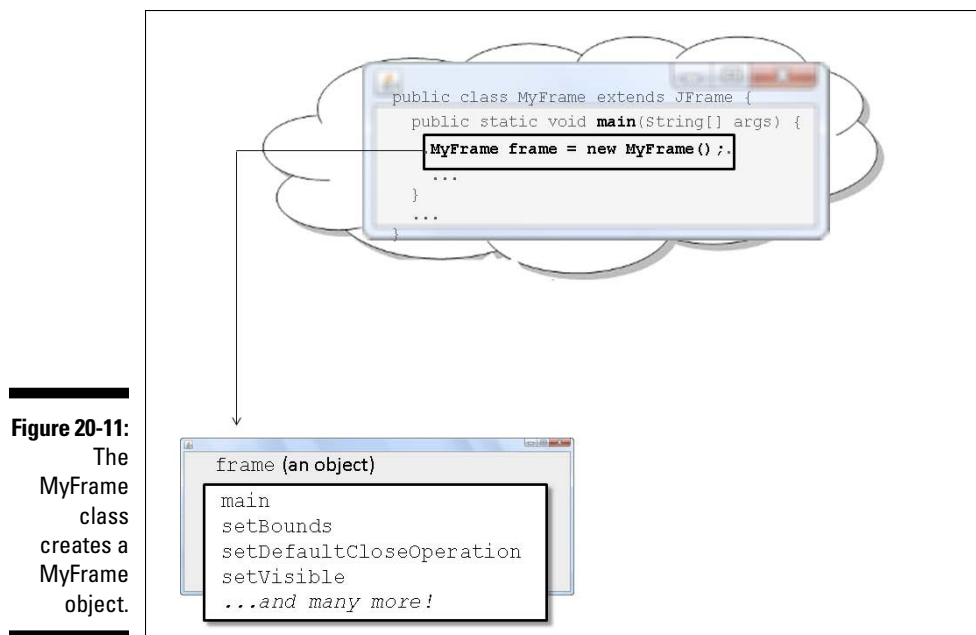 public class MyFrame extends JFrame {
public static void main(String[] args) {
.MyFrame frame = new MyFrame();.
...
}
...
}
Figure 20-11:
The
MyFrame
class
creates a
MyFrame
object.
frame (an object)
main
setBounds
setDefaultCloseOperation
setVisible
...and many more!